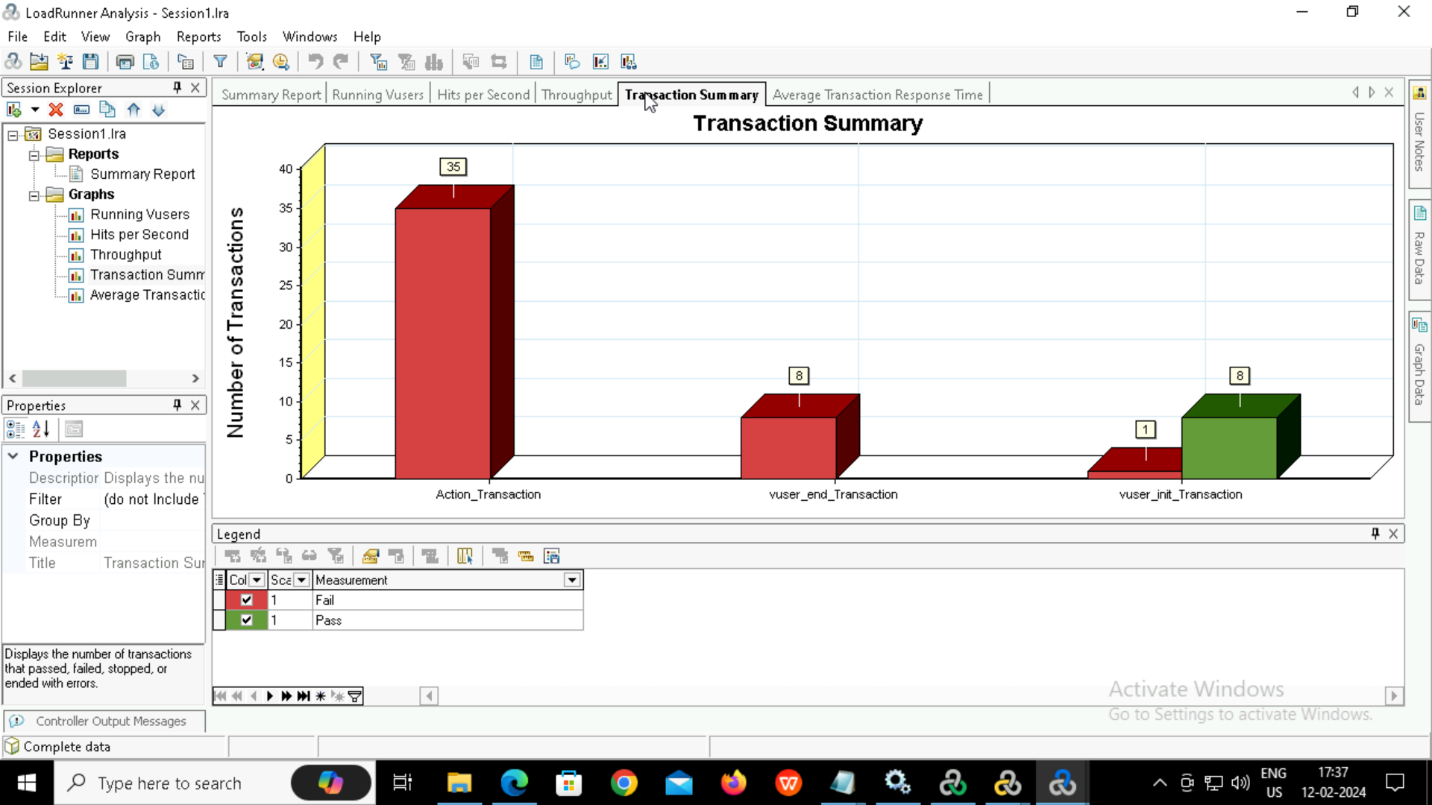 LoadRunner Analysis - Session1.lra
File Edit View Graph Reports Tools Windows Help
Session Explorer
Session1.lra
Reports
Summary Report
Graphs
Running Vusers
Hits per Second
Throughput
Transaction Summ
Average Transactio
Properties
Properties
Description Displays the nu
Filter (do not Include
Group By
Measurem
Title Transaction Sur
Displays the number of transactions
that passed, failed, stopped, or
ended with errors.
Controller Output Messages
Complete data
Summary Report Running Vusers Hits per Second Throughput Transaction Summary Average Transaction Response Time
Transaction Summary
Number of Transactions
40
35
30
25
20
15
10
5
0
35
8
1
8
Action_Transaction vuser_end_Transaction vuser_init_Transaction
Legend
Col Sca Measurement
1 Fail
1 Pass
User Notes
Raw Data
Graph Data
Activate Windows
Go to Settings to activate Windows.
Type here to search
ENG
US
17:37
12-02-2024